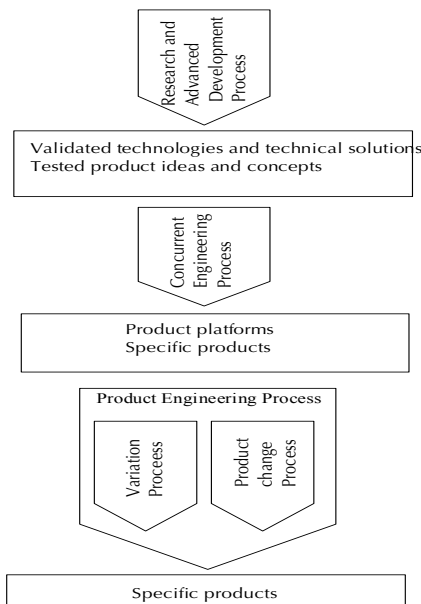 Research and
Advanced
Development
Process
Validated technologies and technical solutions
Tested product ideas and concepts
Concurrent
Engineering
Process
Product platforms
Specific products
Product Engineering Process
Variation
Proceess
Product
change
Process
Specific products